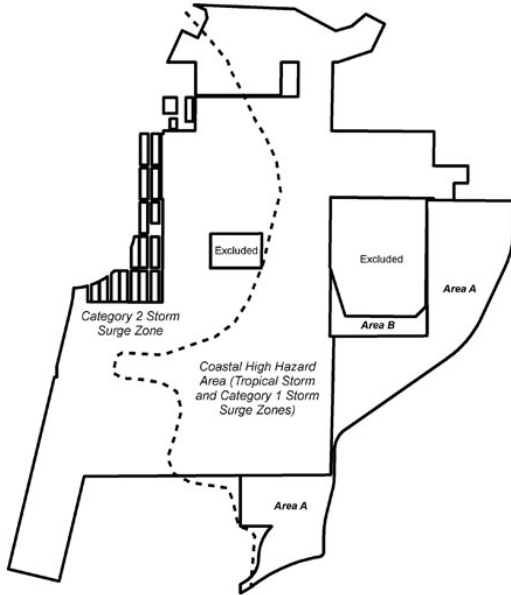 Excluded
Excluded
Area A
Area B
Category 2 Storm
Surge Zone
Coastal High Hazard
Area (Tropical Storm
and Category 1 Storm
Surge Zones)
Area A